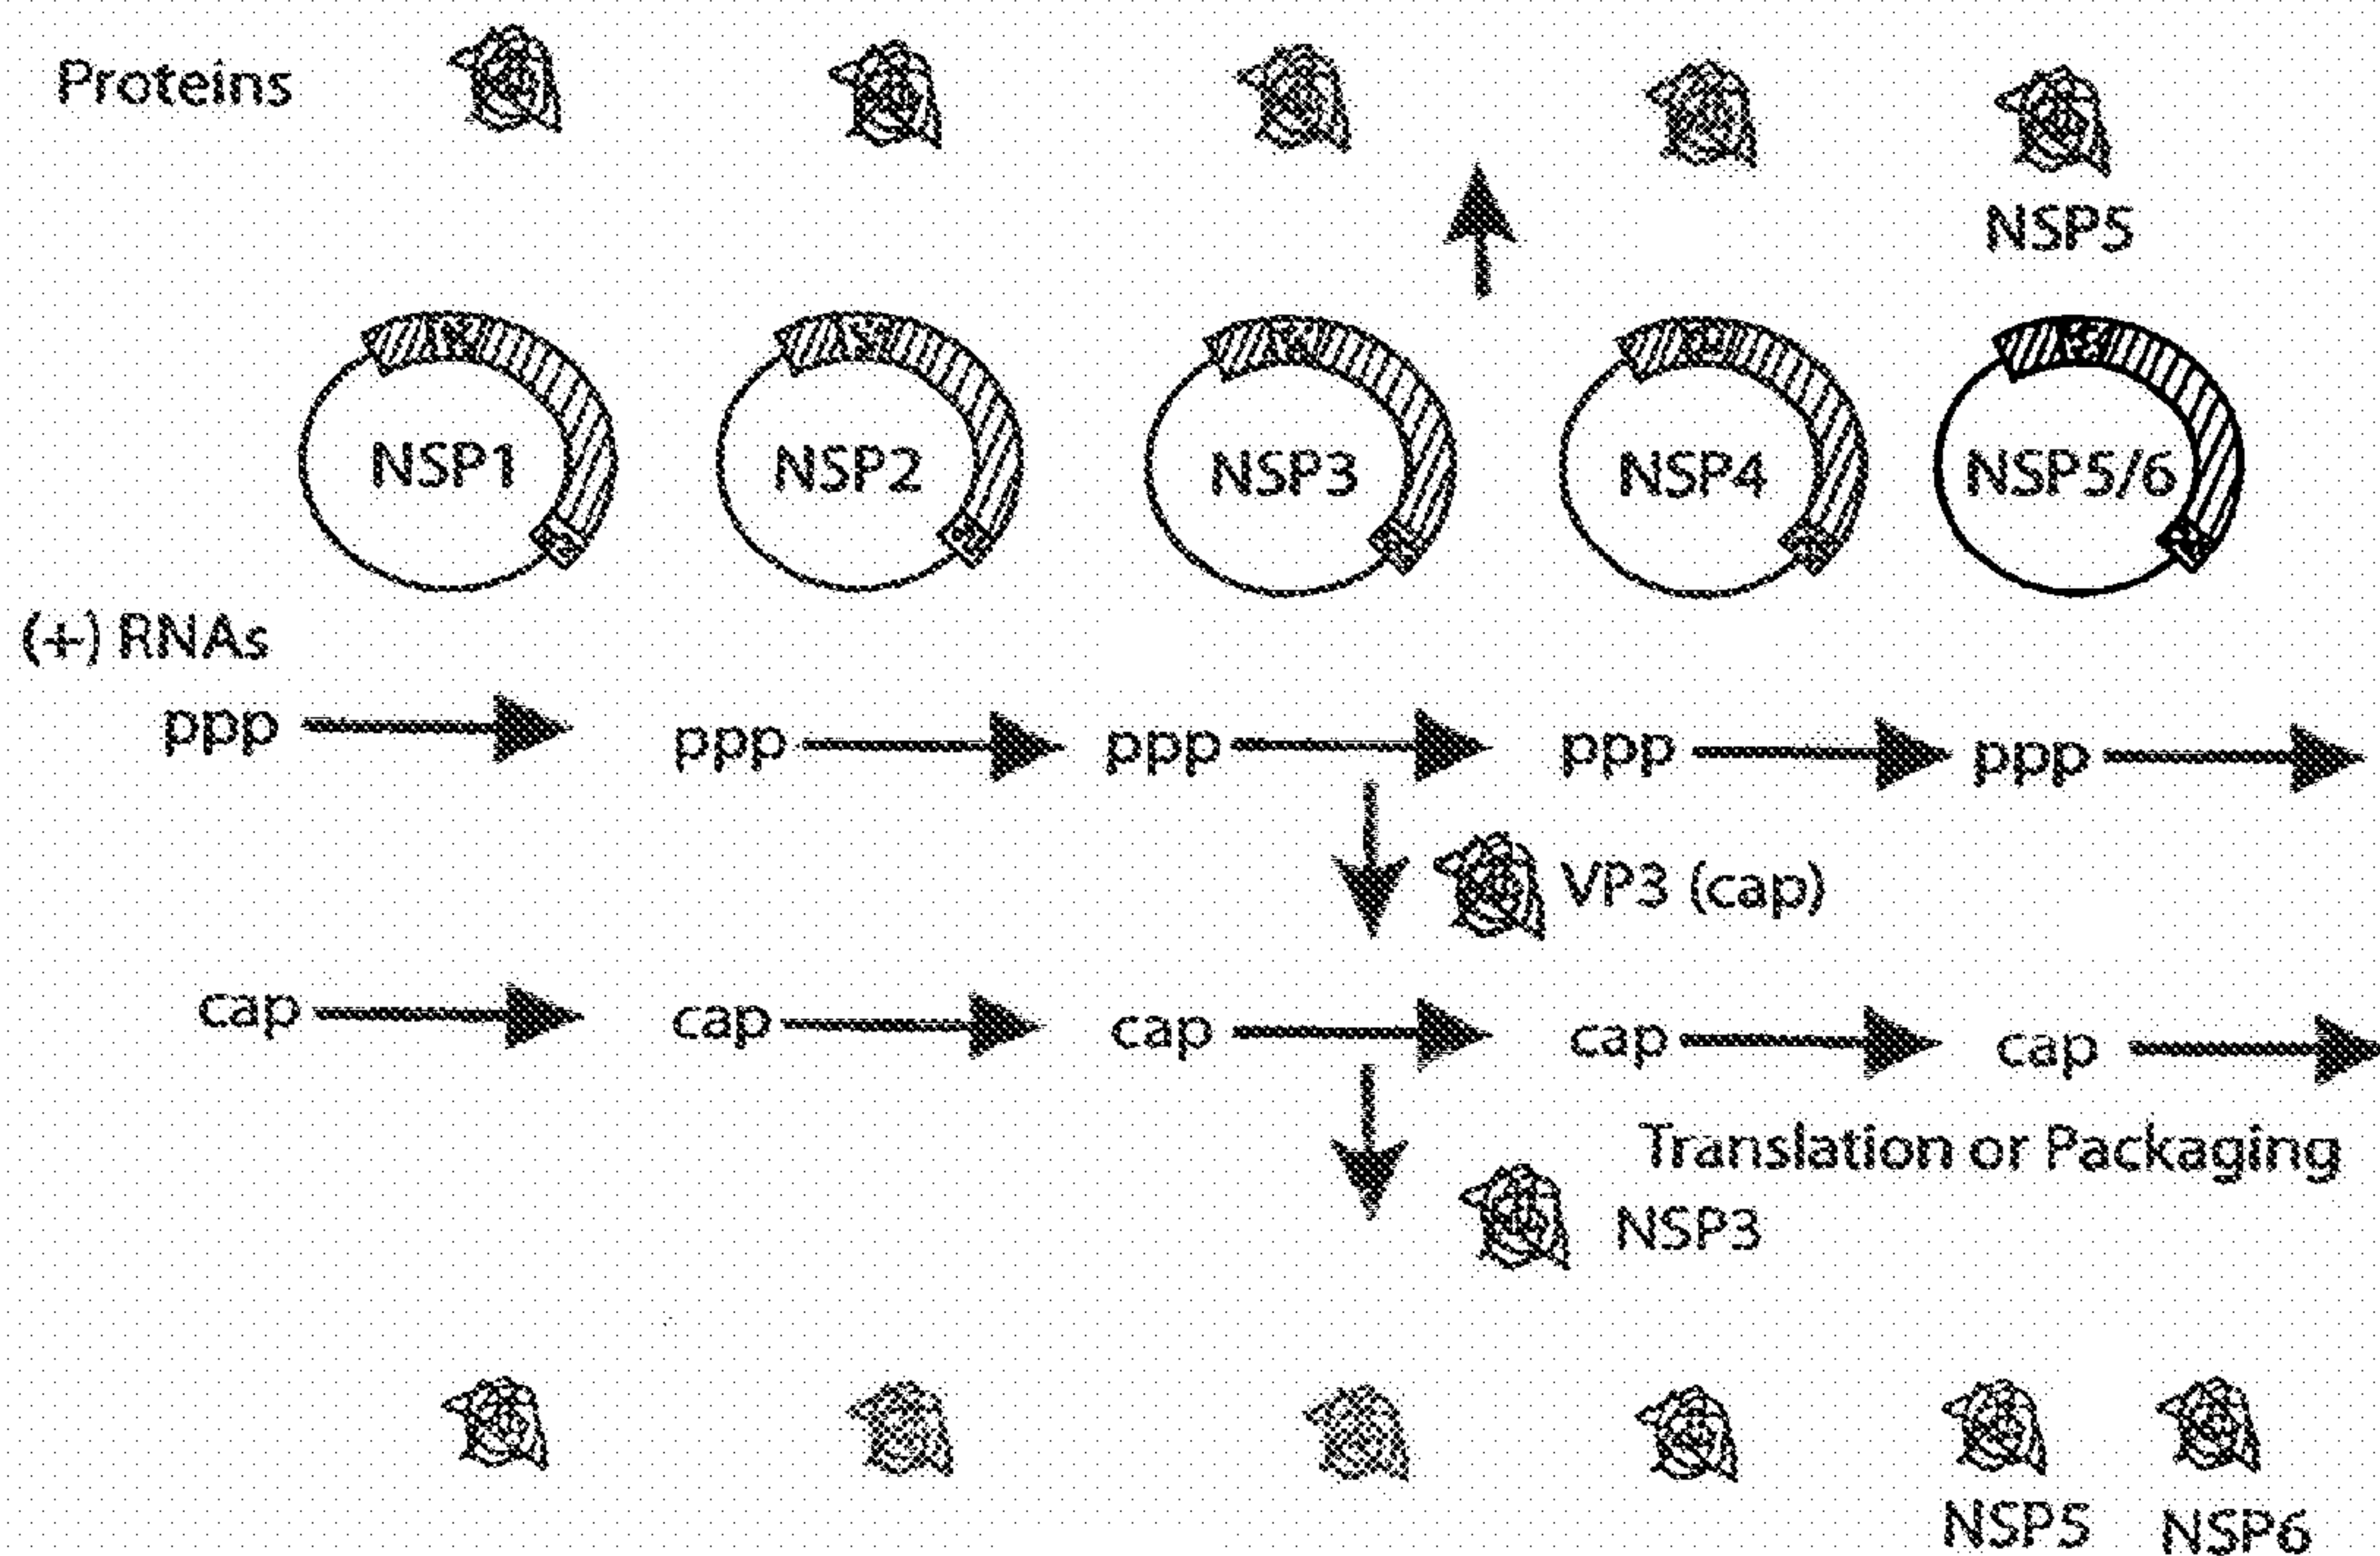 Proteins
NSP5
NSP1 NSP2 NSP3 NSP4 NSP5/6
(+) RNAs
ppp ppp ppp ppp ppp
VP3 (cap)
cap cap cap cap cap
Translation or Packaging
NSP3
NSP5 NSP6